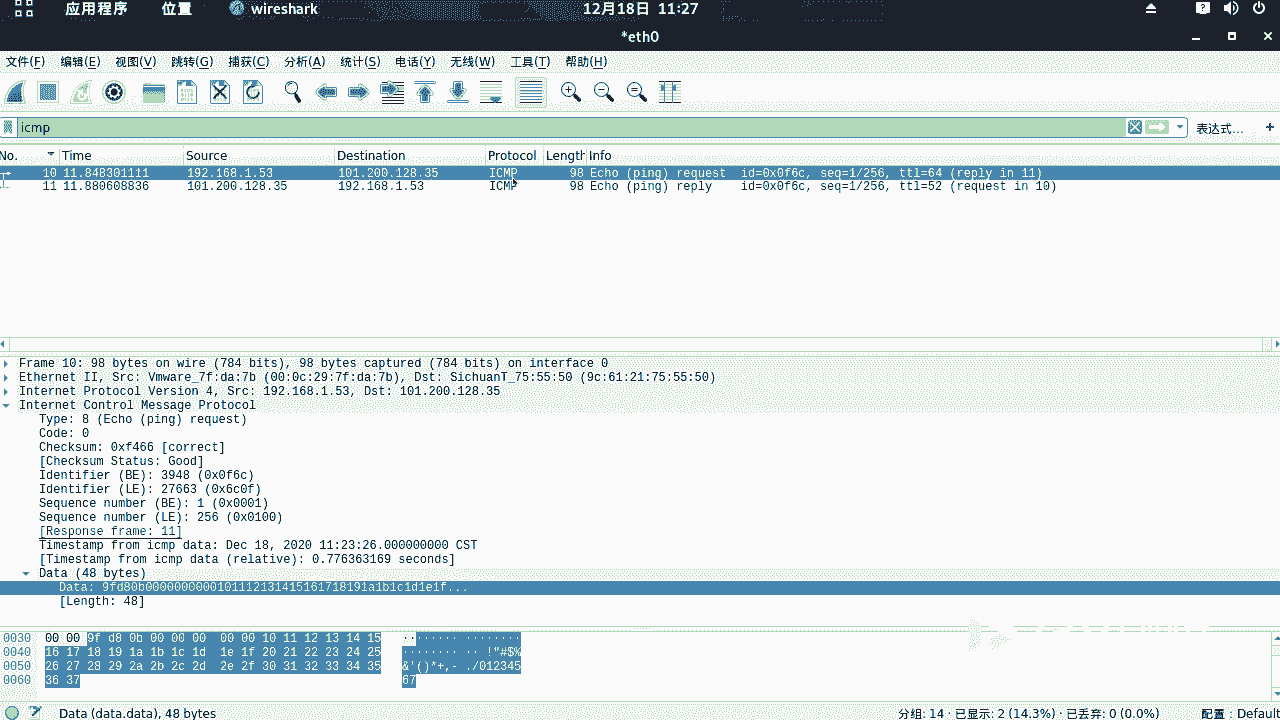 应用程序 位置 wireshark 12月18日 11:27
*eth0
文件(F) 编辑(E) 视图(V) 跳转(G) 捕获(C) 分析(A) 统计(S) 电话(Y) 无线(W) 工具(T) 帮助(H)
icmp 表达式… +
No. Time Source Destination Protocol Length Info
10 11.848301111 192.168.1.53 101.200.128.35 ICMP 98 Echo (ping) request id=0x0f6c, seq=1/256, ttl=64 (reply in 11)
11 11.880608836 101.200.128.35 192.168.1.53 ICMP 98 Echo (ping) reply id=0x0f6c, seq=1/256, ttl=52 (request in 10)
Frame 10: 98 bytes on wire (784 bits), 98 bytes captured (784 bits) on interface 0
Ethernet II, Src: Vmware_7f:da:7b (00:0c:29:7f:da:7b), Dst: SichuanT_75:55:50 (9c:61:21:75:55:50)
Internet Protocol Version 4, Src: 192.168.1.53, Dst: 101.200.128.35
Internet Control Message Protocol
Type: 8 (Echo (ping) request)
Code: 0
Checksum: 0xf466 [correct]
[Checksum Status: Good]
Identifier (BE): 3948 (0x0f6c)
Identifier (LE): 27663 (0x6c0f)
Sequence number (BE): 1 (0x0001)
Sequence number (LE): 256 (0x0100)
[Response frame: 11]
Timestamp from icmp data: Dec 18, 2020 11:23:26.000000000 CST
[Timestamp from icmp data (relative): 0.776363169 seconds]
Data (48 bytes)
Data: 9fd80b0000000000101112131415161718191a1b1c1d1e1f...
[Length: 48]
0030 00 00 9f d8 0b 00 00 00 00 00 10 11 12 13 14 15 ·· ······ ········
0040 16 17 18 19 1a 1b 1c 1d 1e 1f 20 21 22 23 24 25 ········ ·· !"#$%
0050 26 27 28 29 2a 2b 2c 2d 2e 2f 30 31 32 33 34 35 &'()*+,- ./012345
0060 36 37 67
Data (data.data), 48 bytes 分组: 14 · 已显示: 2 (14.3%) · 已丢弃: 0 (0.0%) 配置: Default